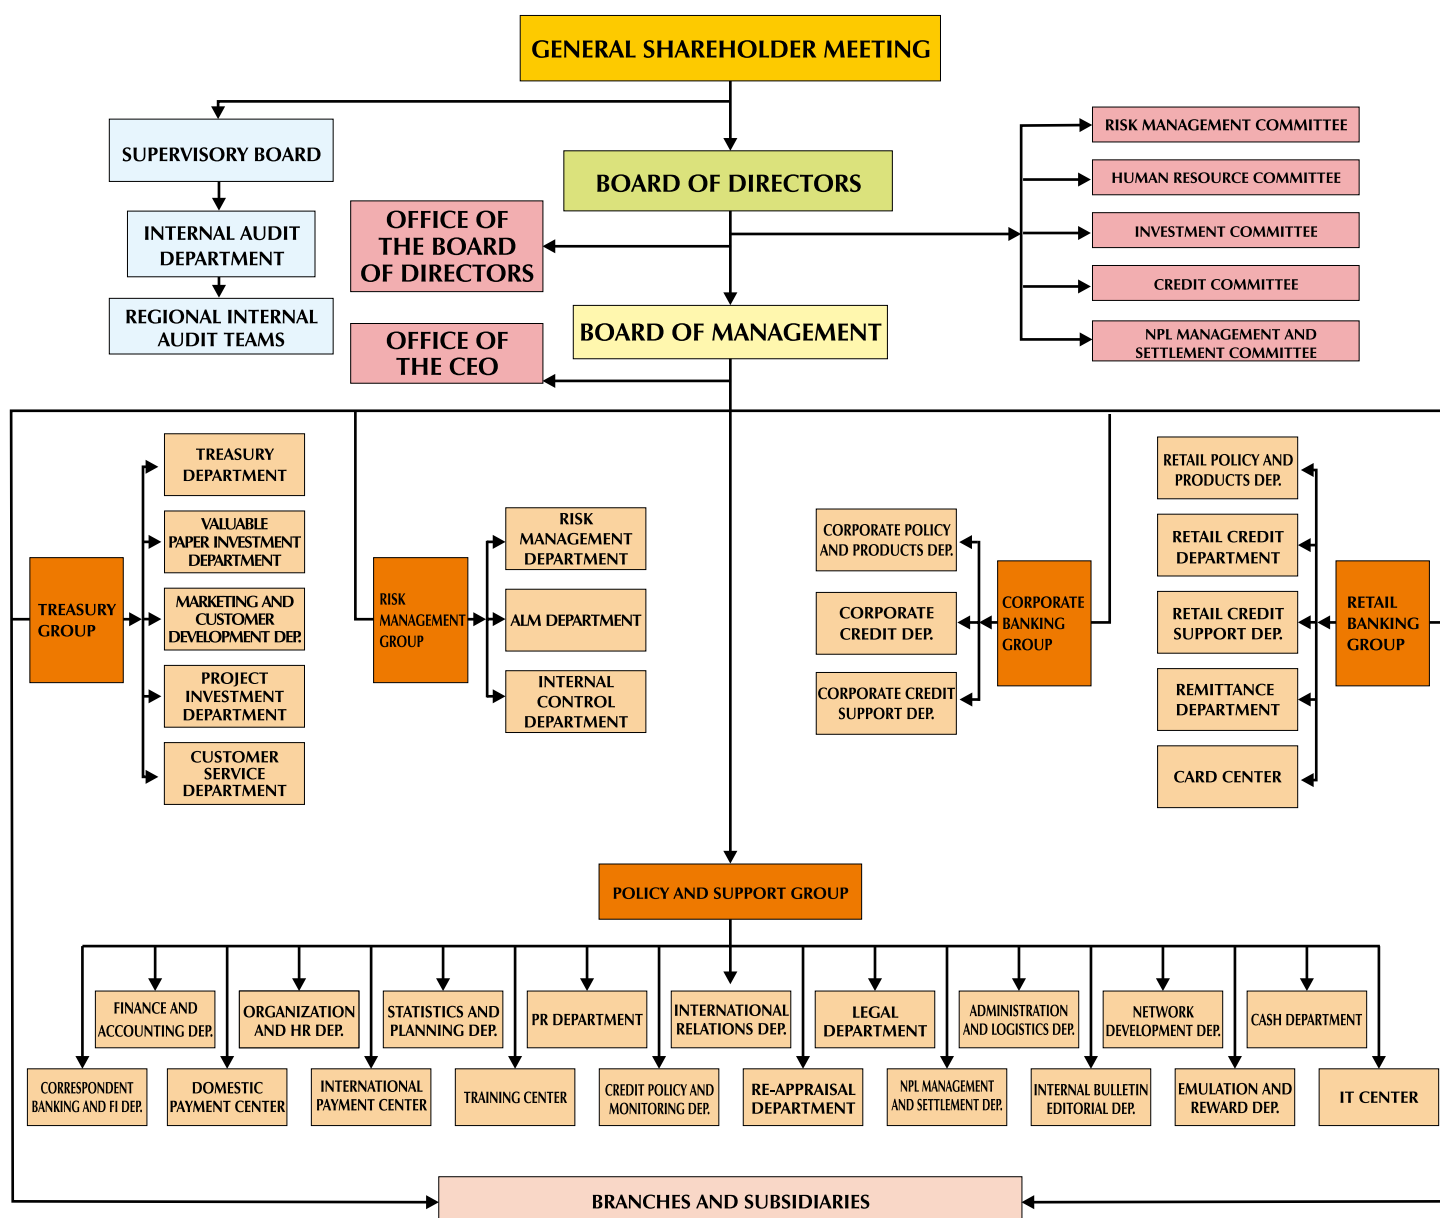 GENERAL SHAREHOLDER MEETING
SUPERVISORY BOARD
INTERNAL AUDIT
DEPARTMENT
REGIONAL INTERNAL
AUDIT TEAMS
BOARD OF DIRECTORS
OFFICE OF
THE BOARD
OF DIRECTORS
BOARD OF MANAGEMENT
OFFICE OF
THE CEO
RISK MANAGEMENT COMMITTEE
HUMAN RESOURCE COMMITTEE
INVESTMENT COMMITTEE
CREDIT COMMITTEE
NPL MANAGEMENT AND
SETTLEMENT COMMITTEE
TREASURY
GROUP
TREASURY
DEPARTMENT
VALUABLE
PAPER INVESTMENT
DEPARTMENT
MARKETING AND
CUSTOMER
DEVELOPMENT DEP.
PROJECT
INVESTMENT
DEPARTMENT
CUSTOMER
SERVICE
DEPARTMENT
RISK
MANAGEMENT
GROUP
RISK
MANAGEMENT
DEPARTMENT
ALM DEPARTMENT
INTERNAL
CONTROL
DEPARTMENT
CORPORATE POLICY
AND PRODUCTS DEP.
CORPORATE
CREDIT DEP.
CORPORATE CREDIT
SUPPORT DEP.
CORPORATE
BANKING
GROUP
RETAIL POLICY AND
PRODUCTS DEP.
RETAIL CREDIT
DEPARTMENT
RETAIL CREDIT
SUPPORT DEP.
REMITTANCE
DEPARTMENT
CARD CENTER
RETAIL
BANKING
GROUP
POLICY AND SUPPORT GROUP
FINANCE AND
ACCOUNTING DEP.
ORGANIZATION
AND HR DEP.
STATISTICS AND
PLANNING DEP.
PR DEPARTMENT
INTERNATIONAL
RELATIONS DEP.
LEGAL
DEPARTMENT
ADMINISTRATION
AND LOGISTICS DEP.
NETWORK
DEVELOPMENT DEP.
CASH DEPARTMENT
CORRESPONDENT
BANKING AND FI DEP.
DOMESTIC
PAYMENT CENTER
INTERNATIONAL
PAYMENT CENTER
TRAINING CENTER
CREDIT POLICY AND
MONITORING DEP.
RE-APPRAISAL
DEPARTMENT
NPL MANAGEMENT
AND SETTLEMENT DEP.
INTERNAL BULLETIN
EDITORIAL DEP.
EMULATION AND
REWARD DEP.
IT CENTER
BRANCHES AND SUBSIDIARIES